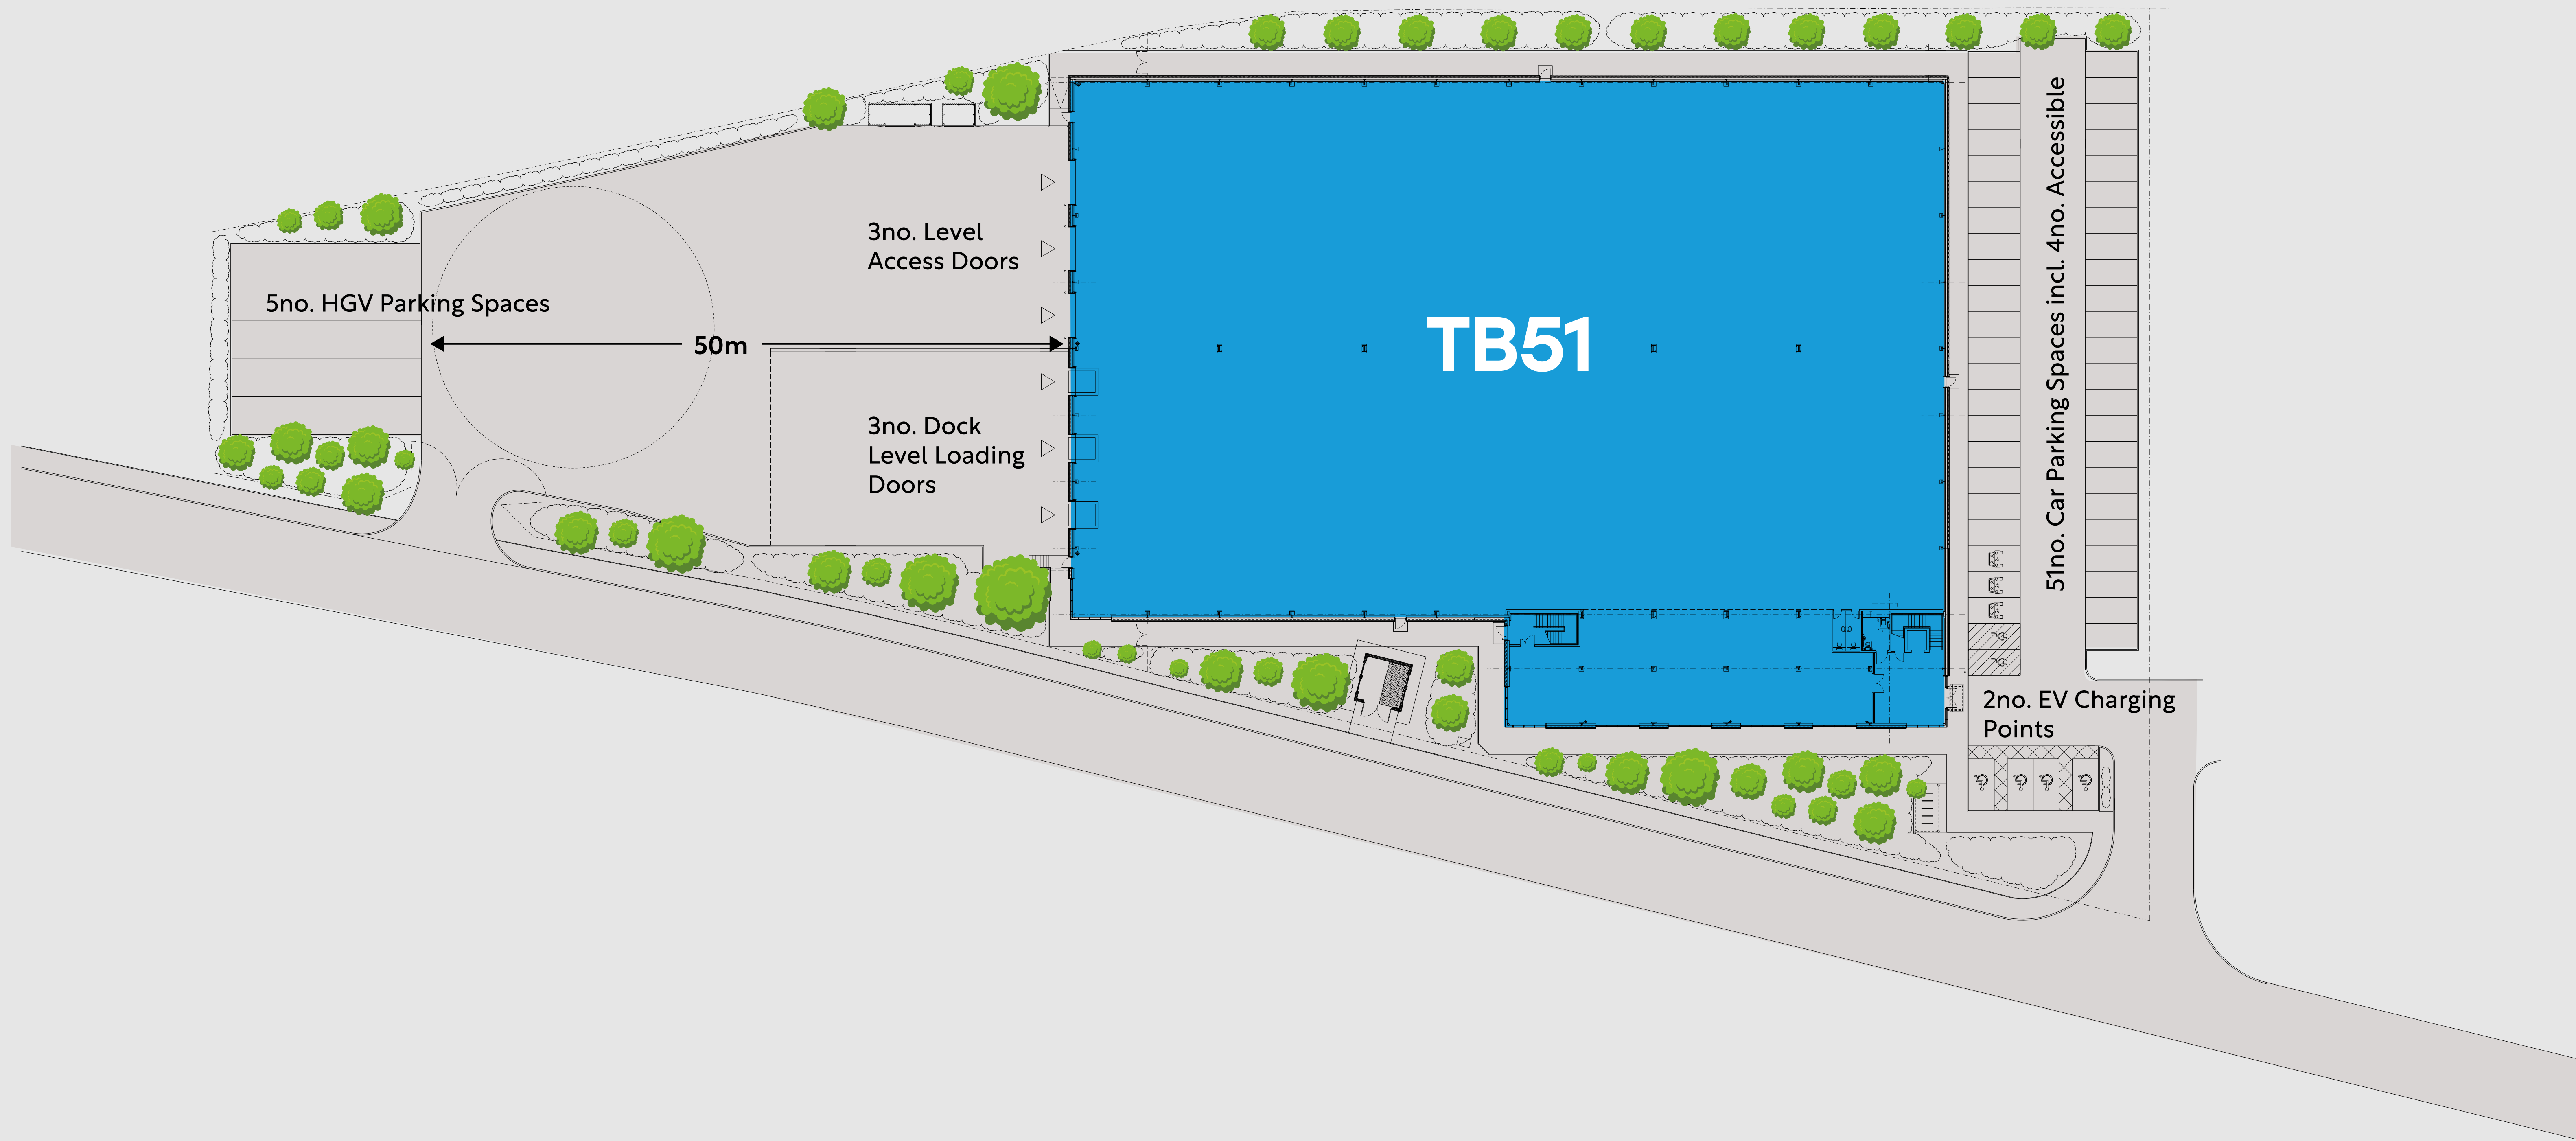 3no. Level
Access Doors
5no. HGV Parking Spaces
50m
TB51
3no. Dock
Level Loading
Doors
51no. Car Parking Spaces incl. 4no. Accessible
2no. EV Charging
Points